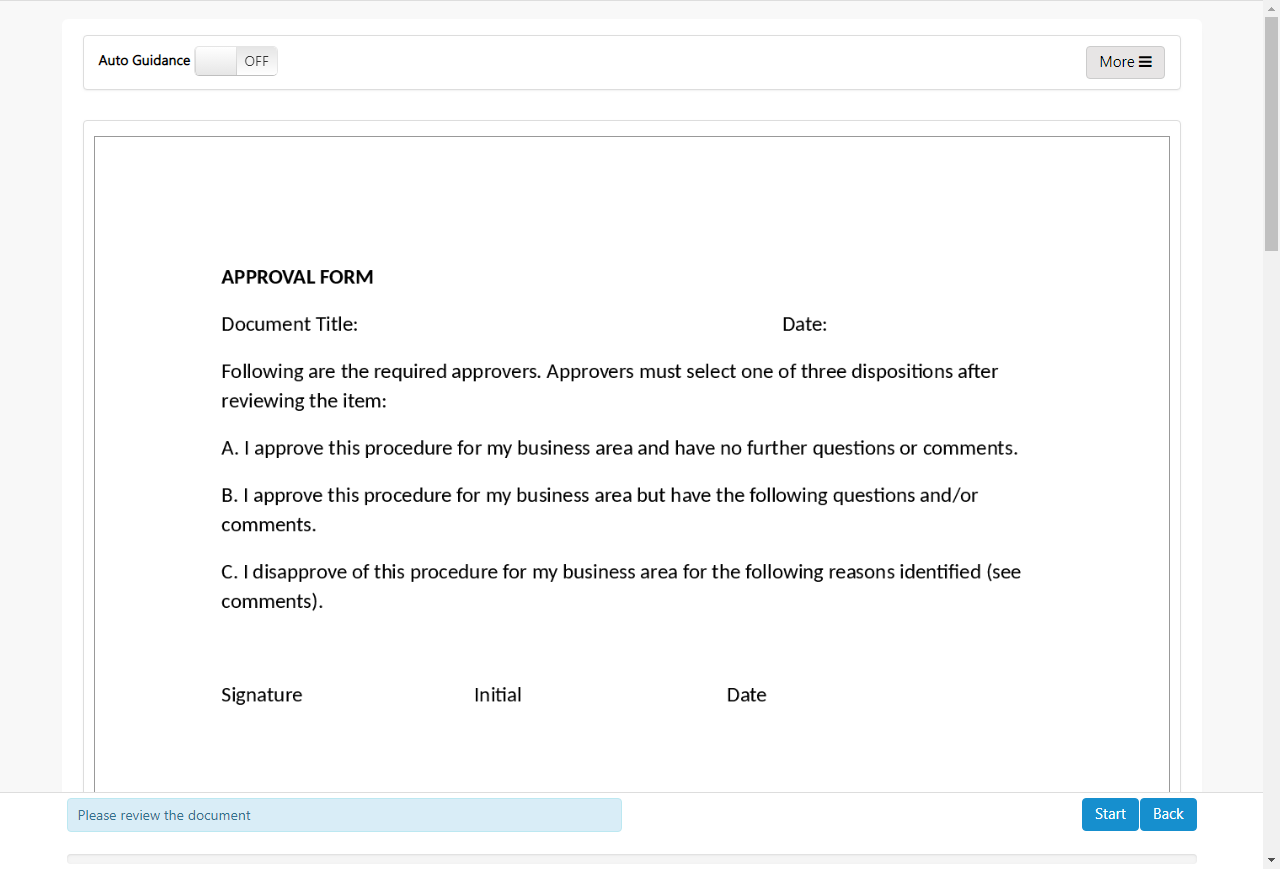 Auto Guidance OFF More
APPROVAL FORM
Document Title: Date:
Following are the required approvers. Approvers must select one of three dispositions after
reviewing the item:
A. I approve this procedure for my business area and have no further questions or comments.
B. I approve this procedure for my business area but have the following questions and/or
comments.
C. I disapprove of this procedure for my business area for the following reasons identified (see
comments).
Signature Initial Date
Please review the document Start Back